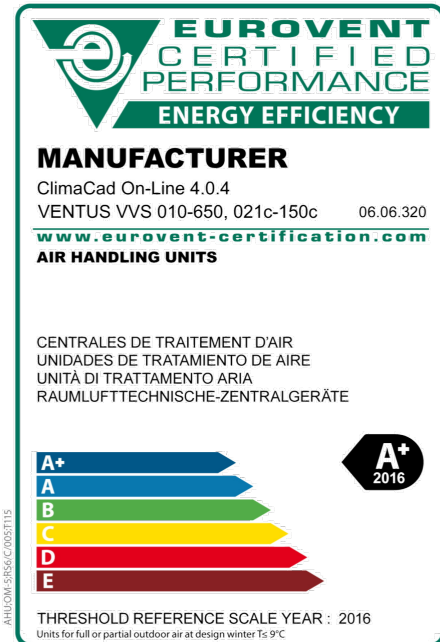 EUROVENT
CERTIFIED
PERFORMANCE
ENERGY EFFICIENCY
MANUFACTURER
ClimaCad On-Line 4.0.4
VENTUS VVS 010-650, 021c-150c 06.06.320
www.eurovent-certification.com
AIR HANDLING UNITS
CENTRALES DE TRAITEMENT D'AIR
UNIDADES DE TRATAMIENTO DE AIRE
UNITÀ DI TRATTAMENTO ARIA
RAUMLUFTTECHNISCHE-ZENTRALGERÄTE
A+
A
B
C
D
E
A+
2016
THRESHOLD REFERENCE SCALE YEAR : 2016
Units for full or partial outdoor air at design winter T≤ 9°C
AHU:OM-5:RS6/C/005:T115